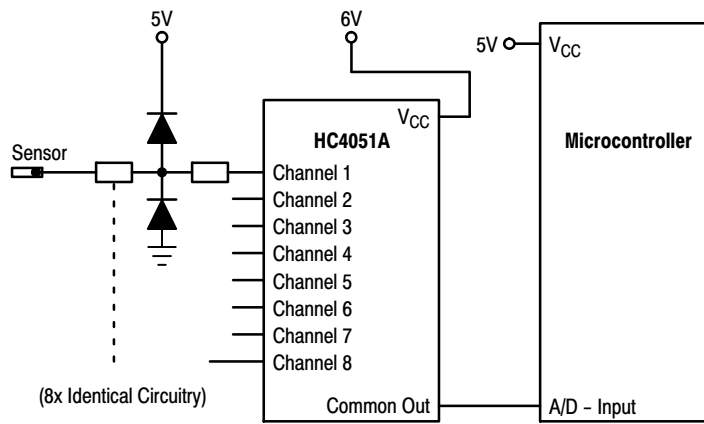 5V
6V
5V
VCC
VCC
HC4051A
Microcontroller
Sensor
Channel 1
Channel 2
Channel 3
Channel 4
Channel 5
Channel 6
Channel 7
Channel 8
(8x Identical Circuitry)
Common Out
A/D – Input